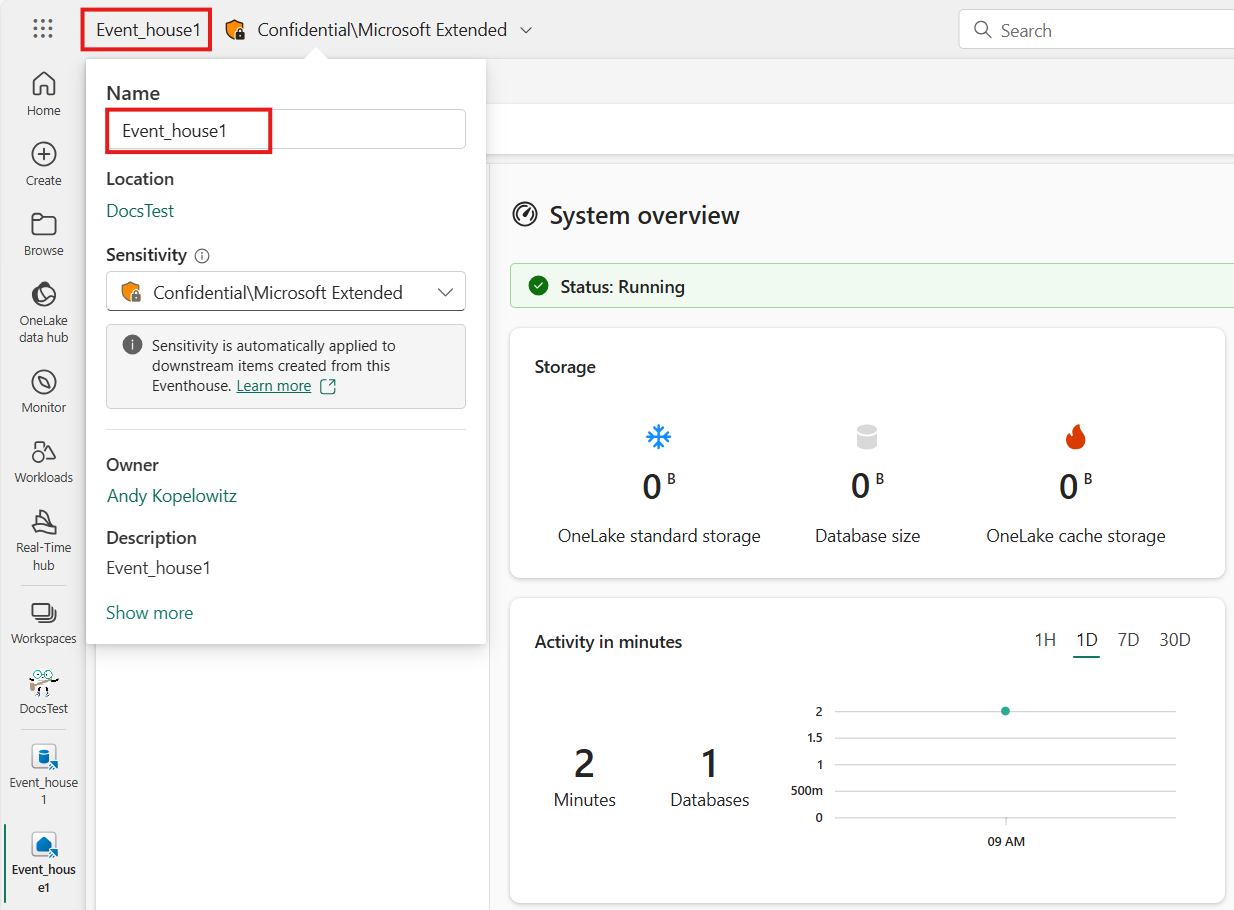 Event_house1
Confidential\Microsoft Extended
Search
Home
Create
Browse
OneLake
data hub
Monitor
Workloads
Real-Time
hub
Workspaces
DocsTest
Event_house
1
Event_hous
e1
Name
Event_house1
Location
DocsTest
Sensitivity
Confidential\Microsoft Extended
Sensitivity is automatically applied to
downstream items created from this
Eventhouse. Learn more
Owner
Andy Kopelowitz
Description
Event_house1
Show more
System overview
Status: Running
Storage
0 B
OneLake standard storage
0 B
Database size
0 B
OneLake cache storage
Activity in minutes
1H 1D 7D 30D
2
Minutes
1
Databases
2
1.5
1
500m
0
09 AM